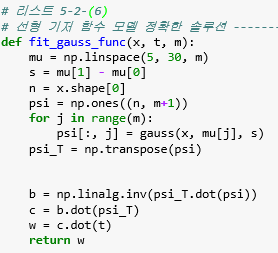 # 리스트 5-2-(6)
# 선형 기저 함수 모델 정확한 솔루션 -------
def fit_gauss_func(x, t, m):
    mu = np.linspace(5, 30, m)
    s = mu[1] - mu[0]
    n = x.shape[0]
    psi = np.ones((n, m+1))
    for j in range(m):
        psi[:, j] = gauss(x, mu[j], s)
    psi_T = np.transpose(psi)
    b = np.linalg.inv(psi_T.dot(psi))
    c = b.dot(psi_T)
    w = c.dot(t)
    return w